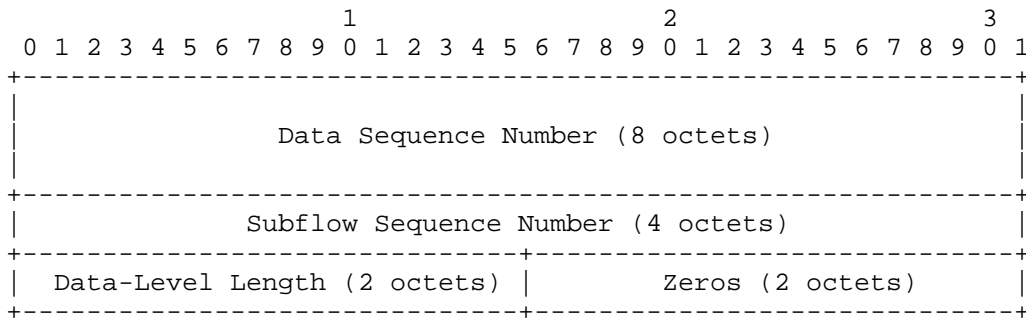 1                   2                   3
 0 1 2 3 4 5 6 7 8 9 0 1 2 3 4 5 6 7 8 9 0 1 2 3 4 5 6 7 8 9 0 1
Data Sequence Number (8 octets)
Subflow Sequence Number (4 octets)
Data-Level Length (2 octets) | Zeros (2 octets)